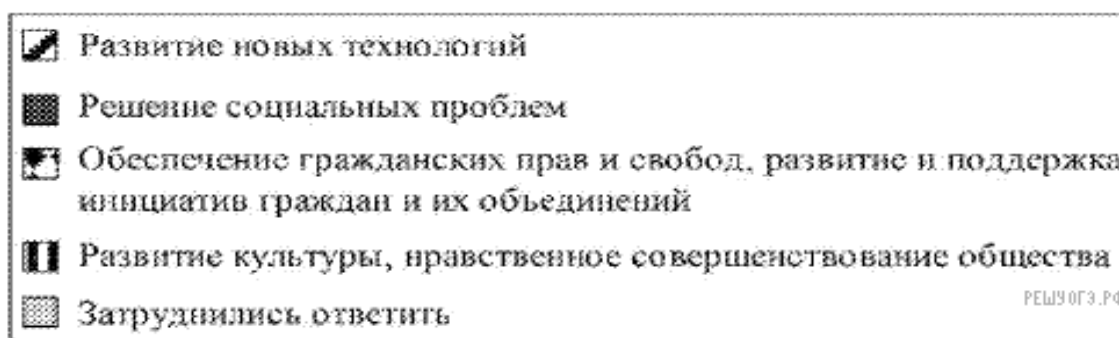 Развитие новых технологий
Решение социальных проблем
Обеспечение гражданских прав и свобод, развитие и поддержка
инициатив граждан и их объединений
Развитие культуры, нравственное совершенствование общества
РЕШУОГЭ.РФ
Затруднились ответить